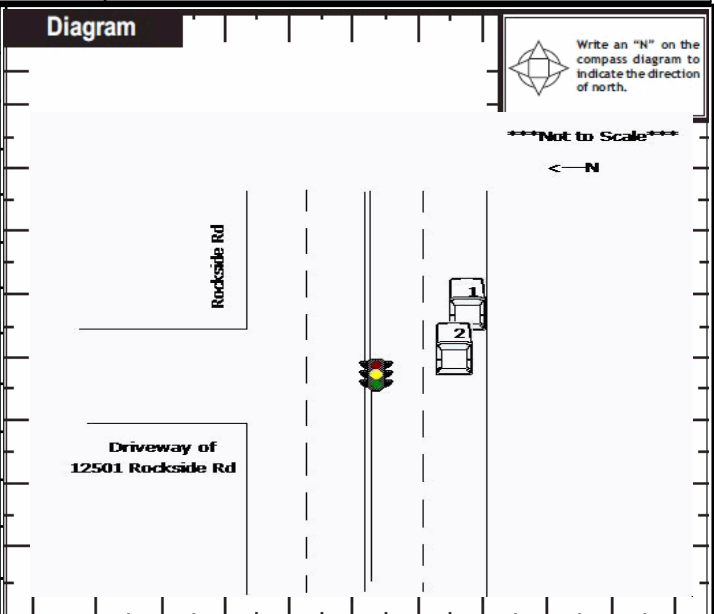 Diagram
Write an “N” on the
compass diagram to
indicate the direction
of north.
***Not to Scale***
<—N
Rockside Rd
1
2
Driveway of
12501 Rockside Rd